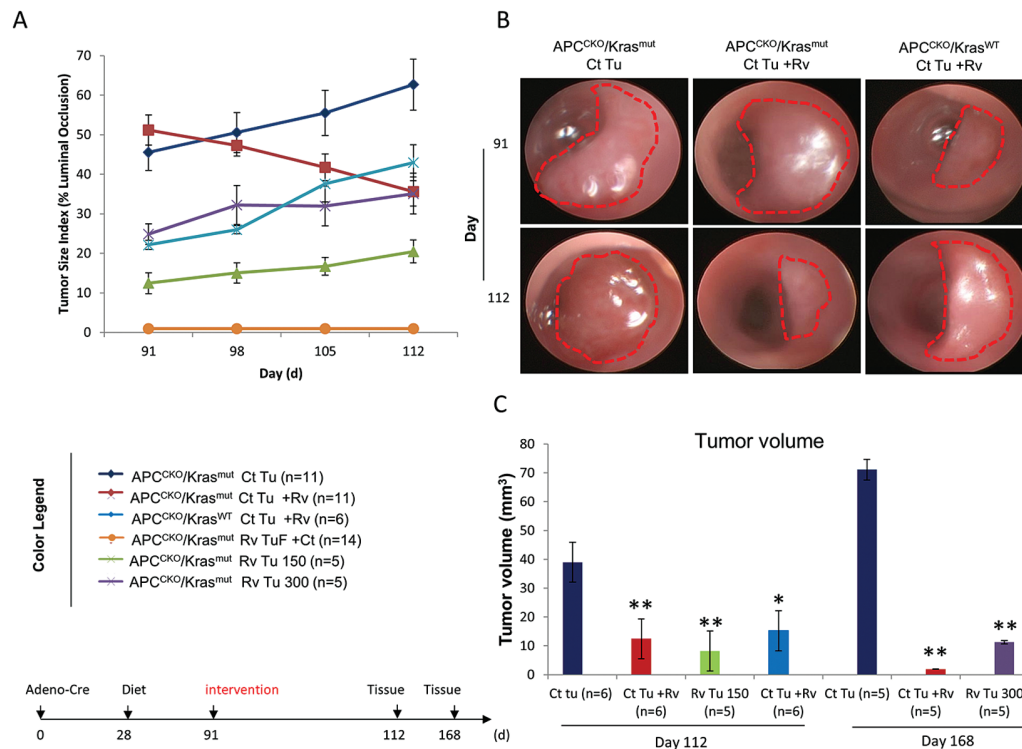 A
Tumor Size Index (% Luminal Occlusion)
70
60
50
40
30
20
10
0
91
98
105
112
Day (d)
B
APC^CKO/Kras^mut
Ct Tu
APC^CKO/Kras^mut
Ct Tu +Rv
APC^CKO/Kras^WT
Ct Tu +Rv
Day
91
112
Color Legend
APC^CKO/Kras^mut Ct Tu (n=11)
APC^CKO/Kras^mut Ct Tu +Rv (n=11)
APC^CKO/Kras^WT Ct Tu +Rv (n=6)
APC^CKO/Kras^mut Rv TuF +Ct (n=14)
APC^CKO/Kras^mut Rv Tu 150 (n=5)
APC^CKO/Kras^mut Rv Tu 300 (n=5)
Adeno-Cre Diet intervention Tissue Tissue
0 28 91 112 168 (d)
C
Tumor volume
Tumor volume (mm³)
80
70
60
50
40
30
20
10
0
** ** * ** **
Ct tu (n=6)
Ct Tu +Rv
(n=6)
Rv Tu 150
(n=5)
Ct Tu +Rv
(n=6)
Ct Tu (n=5)
Ct Tu +Rv
(n=5)
Rv Tu 300
(n=5)
Day 112
Day 168